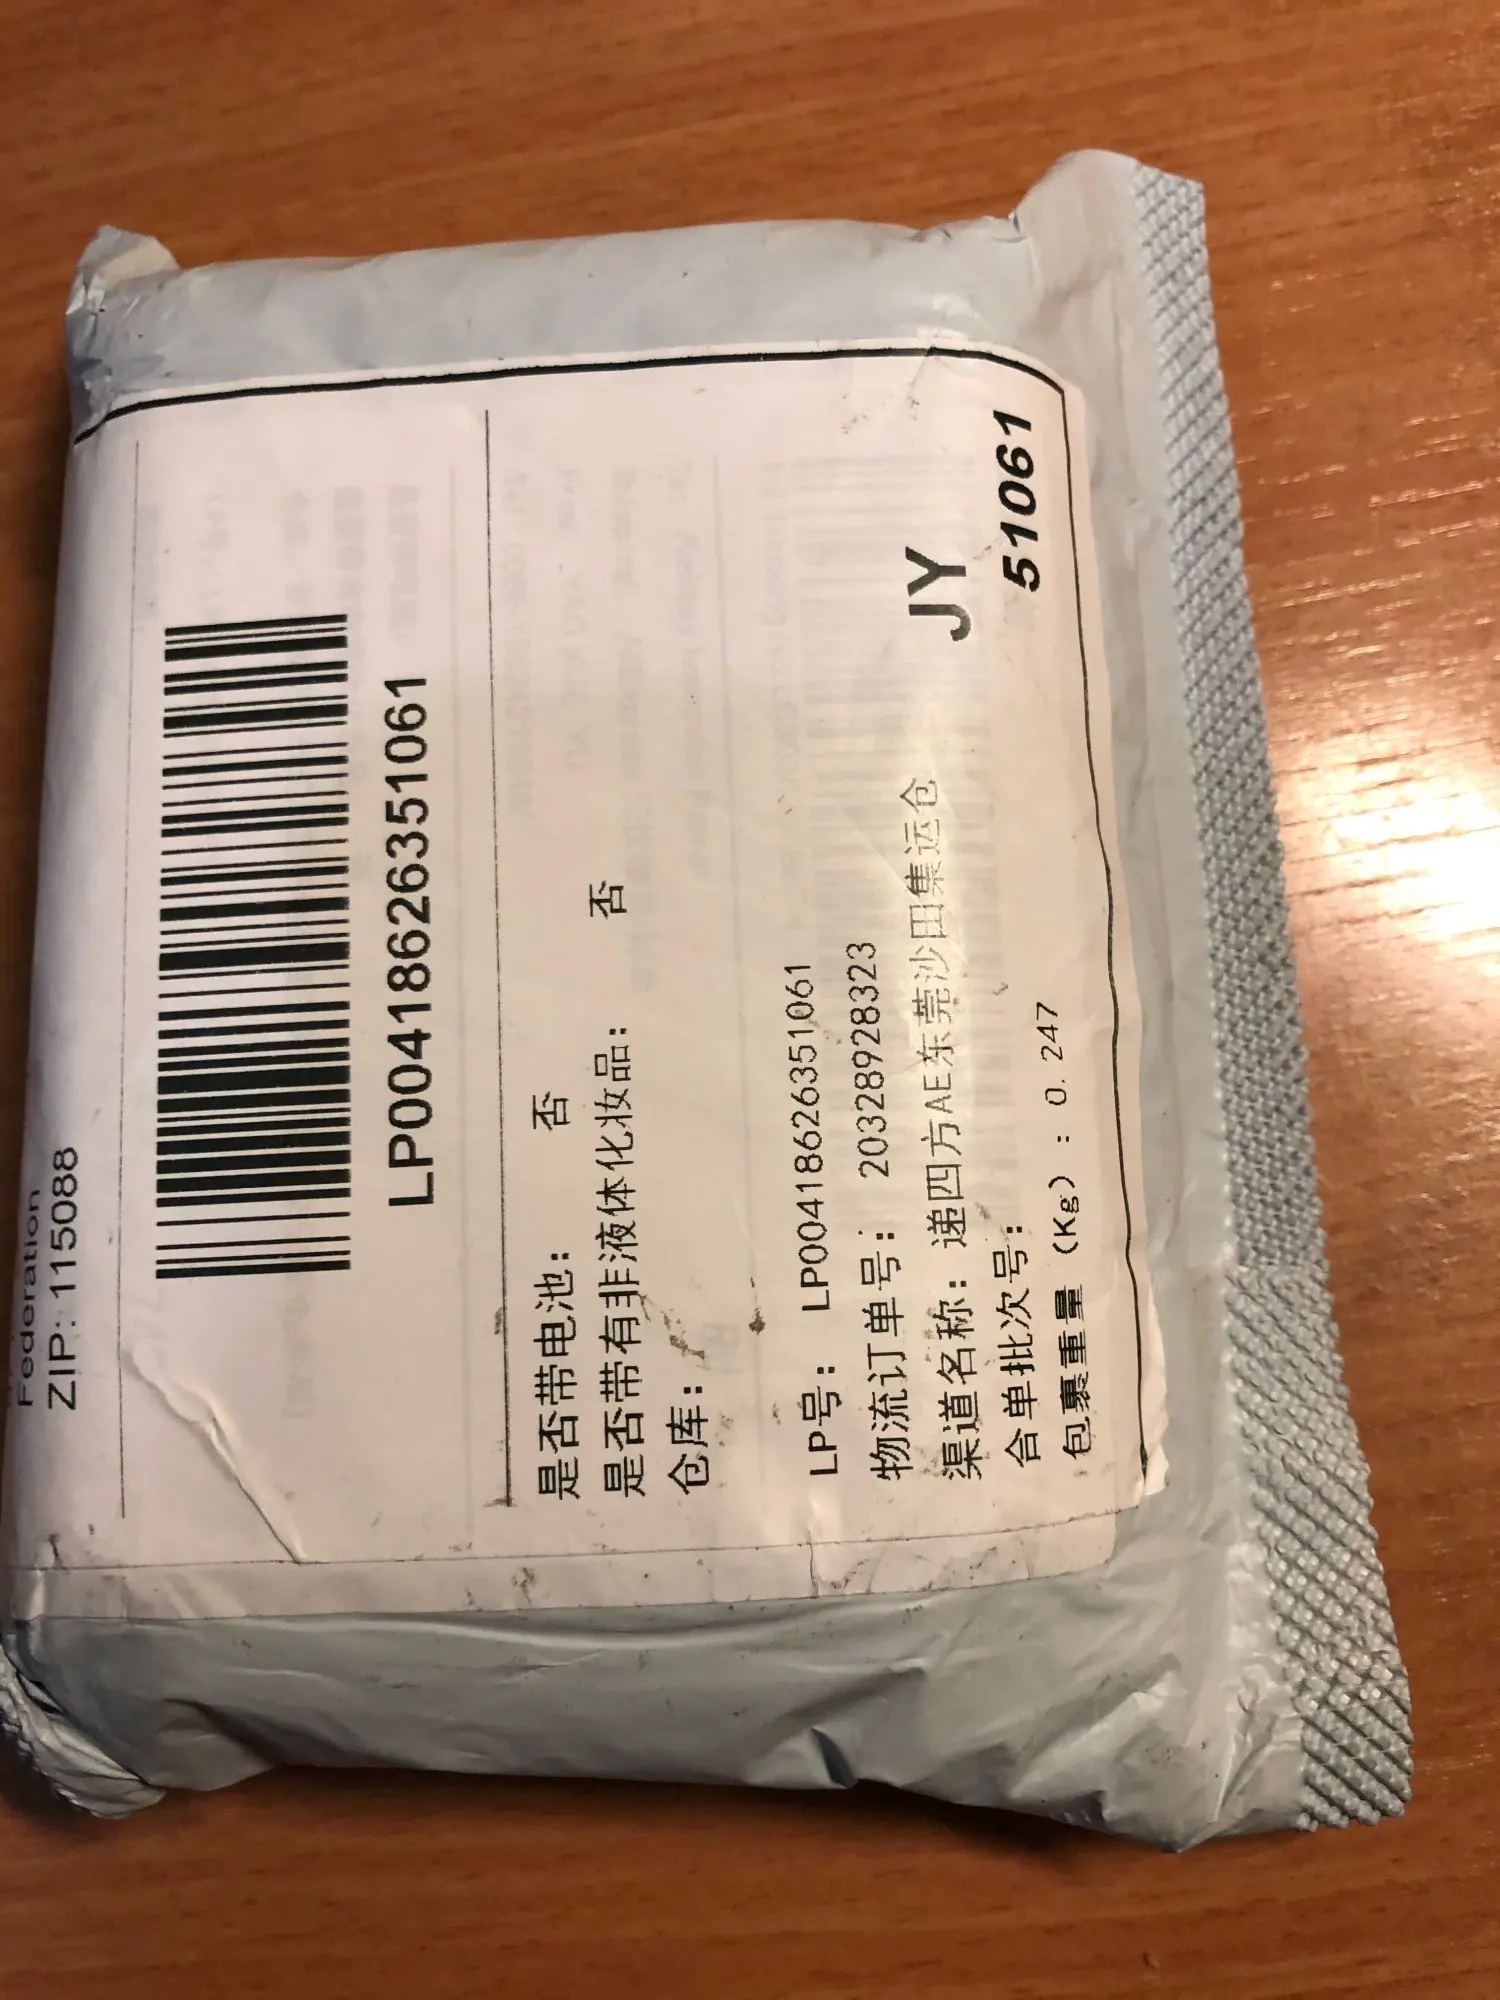 Federation
ZIP: 115088
LP00418626351061
是否带电池: 否
是否带有非液体化妆品: 否
仓库:
LP号: LP00418626351061
物流订单号: 20328928323
渠道名称: 递四方AE东莞沙田集运仓
JY
合单批次号:
51061
包裹重量 (Kg) : 0. 247